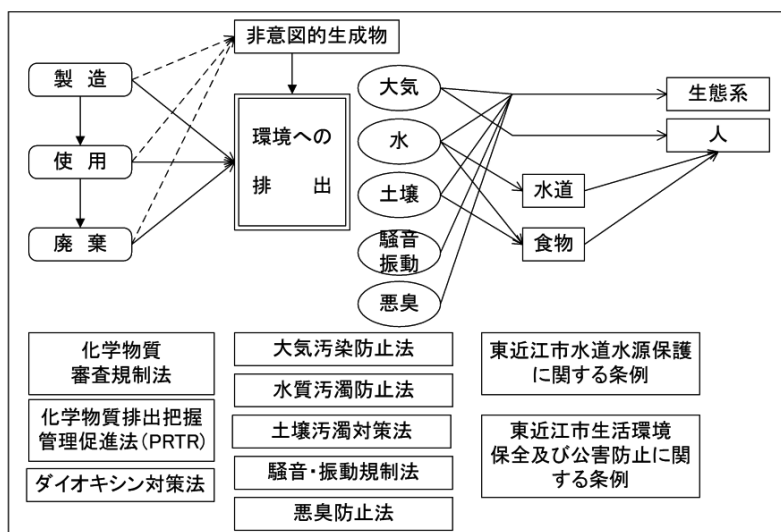 非意図的生成物
製造
使用
廃棄
環境への
排出
大気
水
土壌
騒音
振動
悪臭
水道
食物
生態系
人
化学物質
審査規制法
化学物質排出把握
管理促進法(PRTR)
ダイオキシン対策法
大気汚染防止法
水質汚濁防止法
土壌汚濁対策法
騒音・振動規制法
悪臭防止法
東近江市水道水源保護
に関する条例
東近江市生活環境
保全及び公害防止に関
する条例